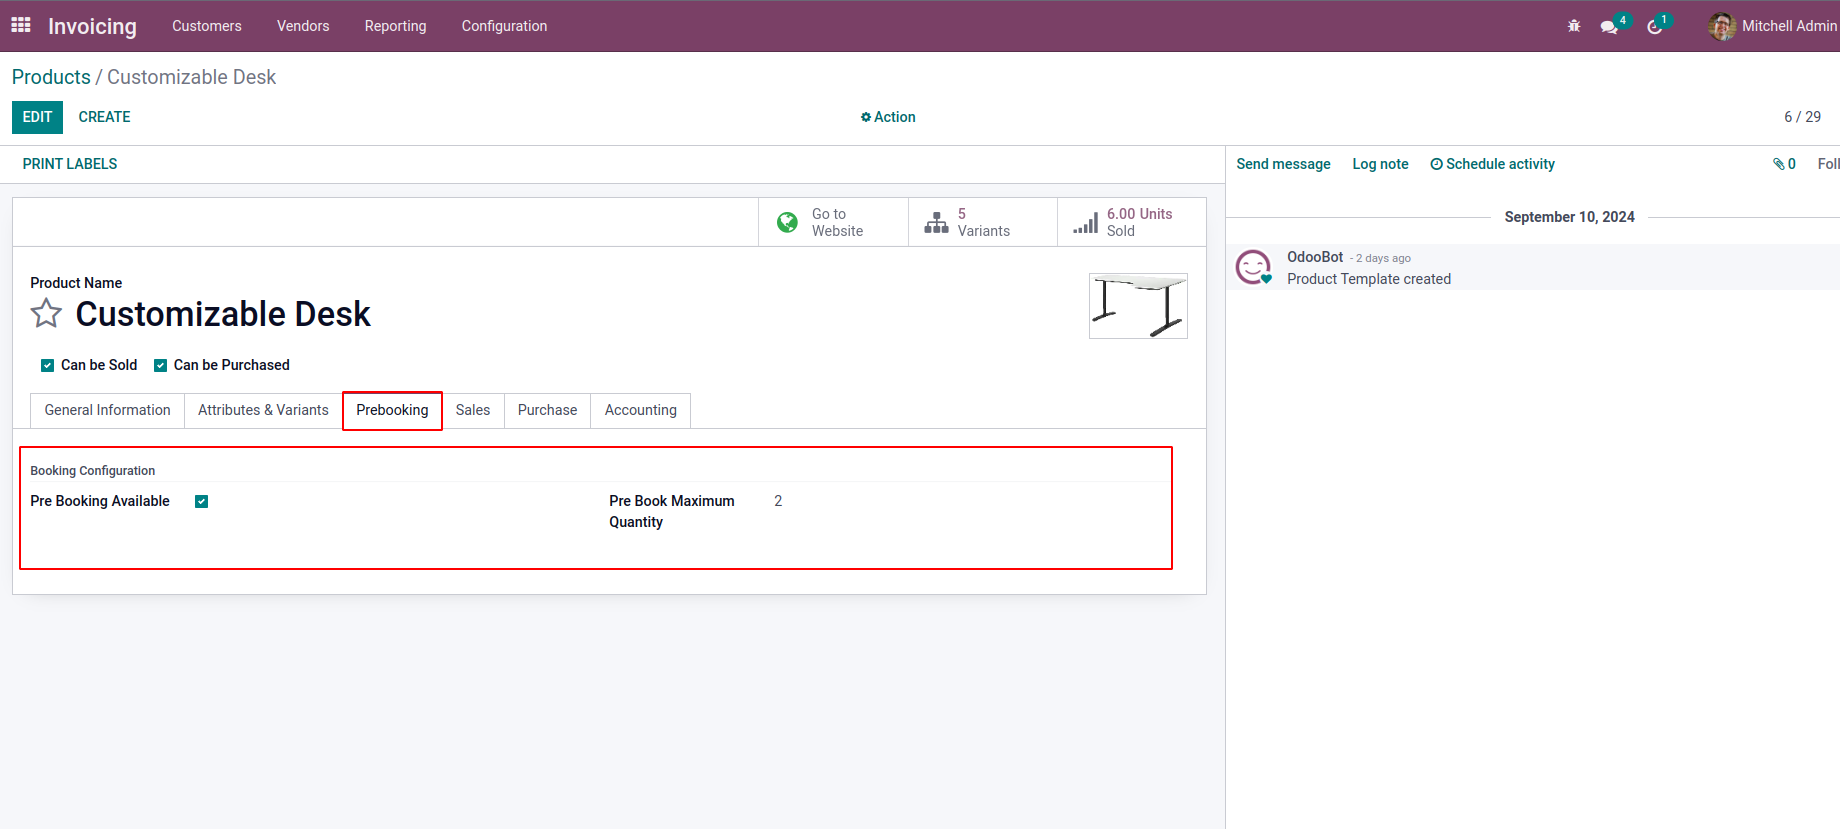 Invoicing Customers Vendors Reporting Configuration 4 1 Mitchell Admin
Products / Customizable Desk
EDIT CREATE Action 6 / 29
PRINT LABELS
Send message Log note Schedule activity 0 Foll
Go to
Website
5
Variants
6.00 Units
Sold
September 10, 2024
OdooBot - 2 days ago
Product Template created
Product Name
Customizable Desk
Can be Sold Can be Purchased
General Information Attributes & Variants Prebooking Sales Purchase Accounting
Booking Configuration
Pre Booking Available
Pre Book Maximum 2
Quantity